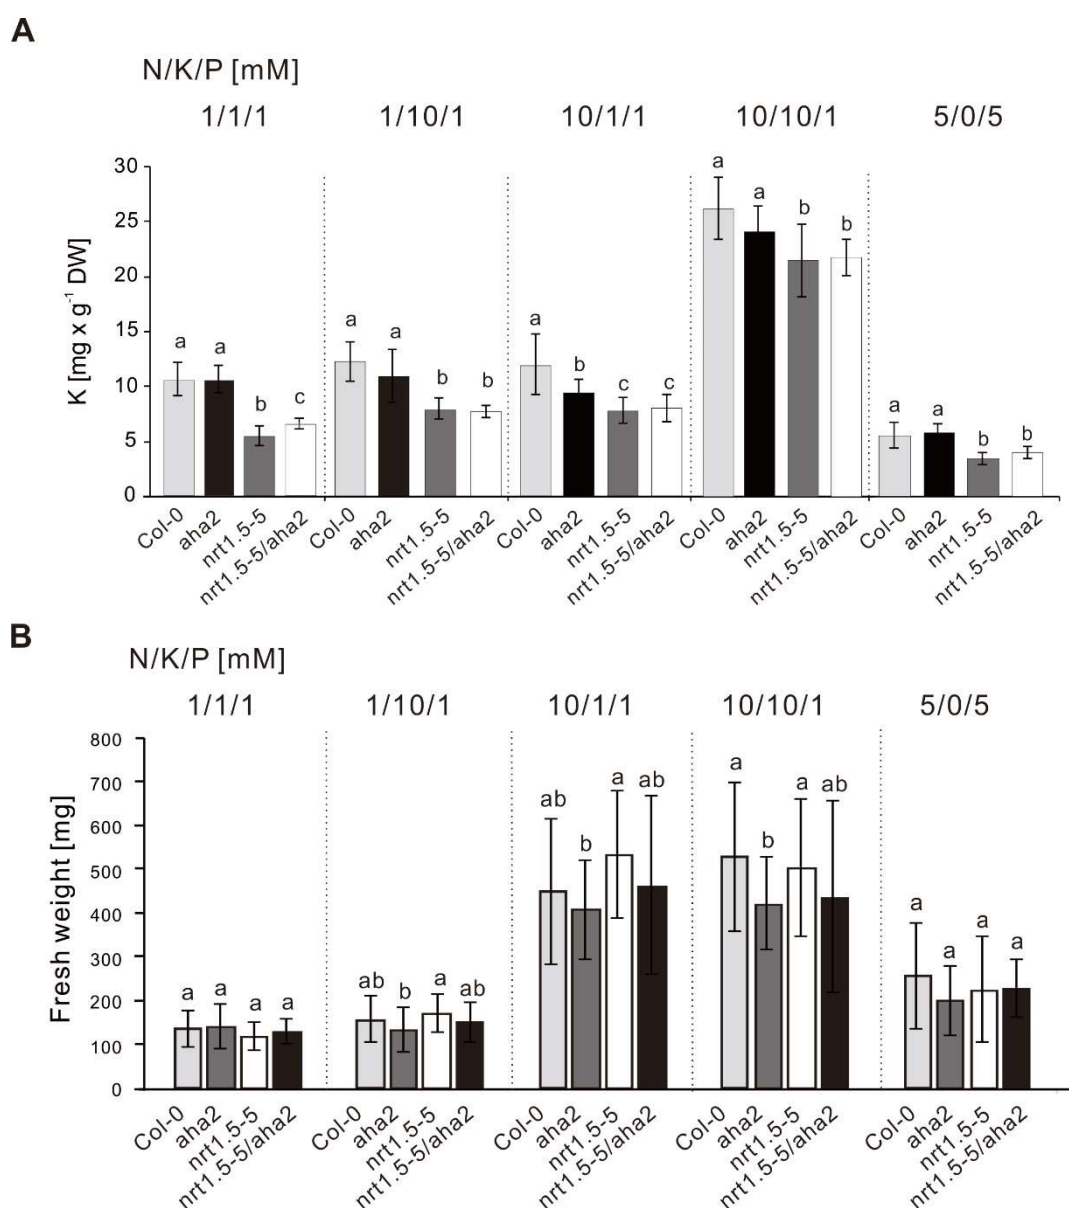 A
N/K/P [mM]
1/1/1 1/10/1 10/1/1 10/10/1 5/0/5
K [mg x g⁻¹ DW]
30
25
20
15
10
5
0
a a b c a a b b a b c c a a b b a a b b
Col-0 aha2 nrt1.5-5 nrt1.5-5/aha2 Col-0 aha2 nrt1.5-5 nrt1.5-5/aha2 Col-0 aha2 nrt1.5-5 nrt1.5-5/aha2 Col-0 aha2 nrt1.5-5 nrt1.5-5/aha2 Col-0 aha2 nrt1.5-5 nrt1.5-5/aha2
B
N/K/P [mM]
1/1/1 1/10/1 10/1/1 10/10/1 5/0/5
Fresh weight [mg]
800
700
600
500
400
300
200
100
0
a a a a ab b a ab ab b a ab a b a ab a a a a
Col-0 aha2 nrt1.5-5 nrt1.5-5/aha2 Col-0 aha2 nrt1.5-5 nrt1.5-5/aha2 Col-0 aha2 nrt1.5-5 nrt1.5-5/aha2 Col-0 aha2 nrt1.5-5 nrt1.5-5/aha2 Col-0 aha2 nrt1.5-5 nrt1.5-5/aha2